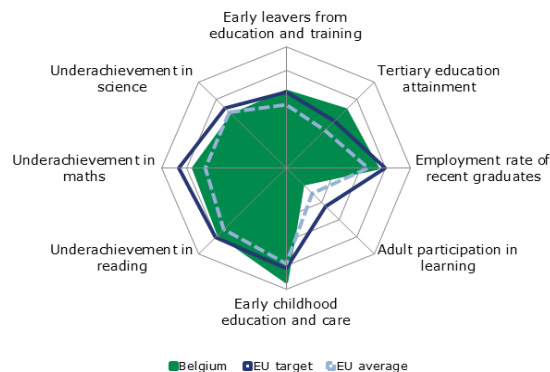 Early leavers from
education and training
Underachievement in
science
Tertiary education
attainment
Underachievement in
maths
Employment rate of
recent graduates
Underachievement in
reading
Adult participation in
learning
Early childhood
education and care
Belgium
EU target
EU average